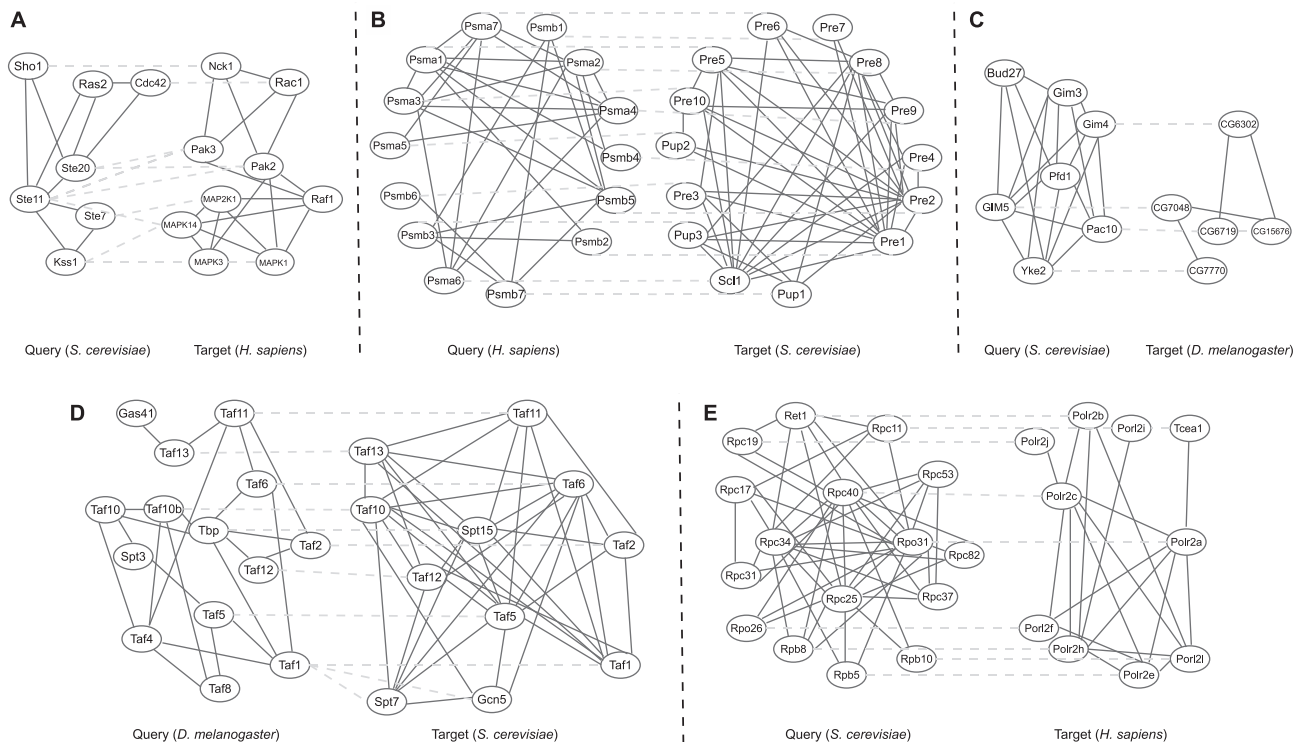 A
B
C
Sho1
Ras2
Cdc42
Nck1
Rac1
Pak3
Ste20
Pak2
Ste11
Ste7
MAP2K1
Raf1
MAPK14
Kss1
MAPK3
MAPK1
Query (S. cerevisiae)
Target (H. sapiens)
Psma7
Psmb1
Psma1
Psma2
Psma3
Psma4
Psma5
Psmb4
Psmb6
Psmb5
Psmb3
Psmb2
Psma6
Psmb7
Pre6
Pre7
Pre5
Pre8
Pre10
Pre9
Pup2
Pre4
Pre3
Pre2
Pup3
Pre1
Scl1
Pup1
Query (H. sapiens)
Target (S. cerevisiae)
Bud27
Gim3
Gim4
CG6302
Pfd1
GIM5
CG7048
Pac10
CG6719
CG15676
Yke2
CG7770
Query (S. cerevisiae)
Target (D. melanogaster)
D
E
Gas41
Taf11
Taf13
Taf6
Taf10
Taf10b
Tbp
Taf2
Spt3
Taf12
Taf5
Taf4
Taf1
Taf8
Taf11
Taf13
Taf6
Taf10
Spt15
Taf2
Taf12
Taf5
Taf1
Spt7
Gcn5
Query (D. melanogaster)
Target (S. cerevisiae)
Ret1
Rpc19
Rpc11
Rpc53
Rpc17
Rpc40
Rpc34
Rpo31
Rpc82
Rpc31
Rpc25
Rpc37
Rpo26
Rpb8
Rpb10
Rpb5
Polr2b
Porl2i
Tcea1
Polr2j
Polr2c
Polr2a
Porl2f
Polr2h
Porl2l
Polr2e
Query (S. cerevisiae)
Target (H. sapiens)